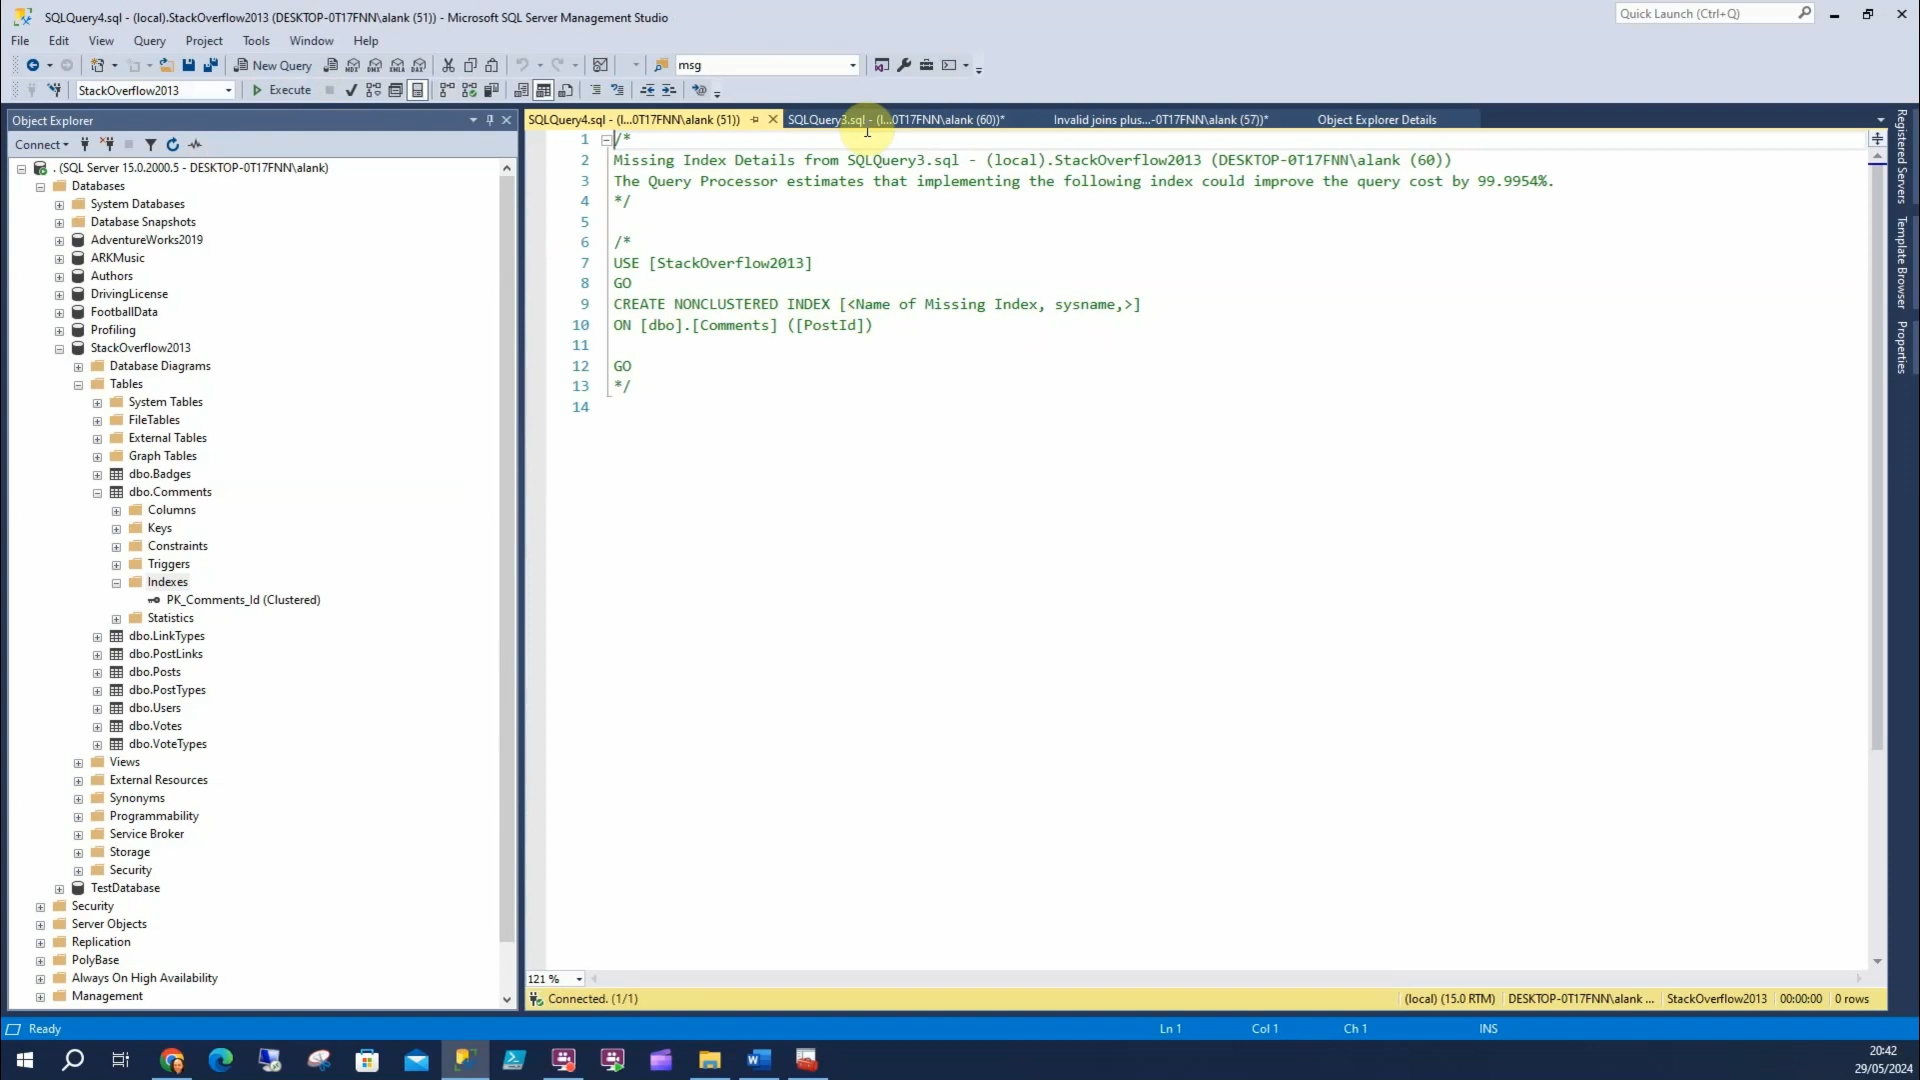 SQLQuery4.sql - (local).StackOverflow2013 (DESKTOP-0T17FNN\alank (51)) - Microsoft SQL Server Management Studio
Quick Launch (Ctrl+Q)
File Edit View Query Project Tools Window Help
New Query
msg
StackOverflow2013
Execute
Object Explorer
Connect
. (SQL Server 15.0.2000.5 - DESKTOP-0T17FNN\alank)
Databases
System Databases
Database Snapshots
AdventureWorks2019
ARKMusic
Authors
DrivingLicense
FootballData
Profiling
StackOverflow2013
Database Diagrams
Tables
System Tables
FileTables
External Tables
Graph Tables
dbo.Badges
dbo.Comments
Columns
Keys
Constraints
Triggers
Indexes
PK_Comments_Id (Clustered)
Statistics
dbo.LinkTypes
dbo.PostLinks
dbo.Posts
dbo.PostTypes
dbo.Users
dbo.Votes
dbo.VoteTypes
Views
External Resources
Synonyms
Programmability
Service Broker
Storage
Security
TestDatabase
Security
Server Objects
Replication
PolyBase
Always On High Availability
Management
SQLQuery4.sql - (l...0T17FNN\alank (51)) SQLQuery3.sql - (l...0T17FNN\alank (60))* Invalid joins plus...-0T17FNN\alank (57))* Object Explorer Details
1 /*
2 Missing Index Details from SQLQuery3.sql - (local).StackOverflow2013 (DESKTOP-0T17FNN\alank (60))
3 The Query Processor estimates that implementing the following index could improve the query cost by 99.9954%.
4 */
5
6 /*
7 USE [StackOverflow2013]
8 GO
9 CREATE NONCLUSTERED INDEX [<Name of Missing Index, sysname,>]
10 ON [dbo].[Comments] ([PostId])
11
12 GO
13 */
14
121 %
Connected. (1/1)
(local) (15.0 RTM) DESKTOP-0T17FNN\alank ... StackOverflow2013 00:00:00 0 rows
Registered Servers
Template Browser
Properties
Ready
Ln 1 Col 1 Ch 1 INS
20:42
29/05/2024